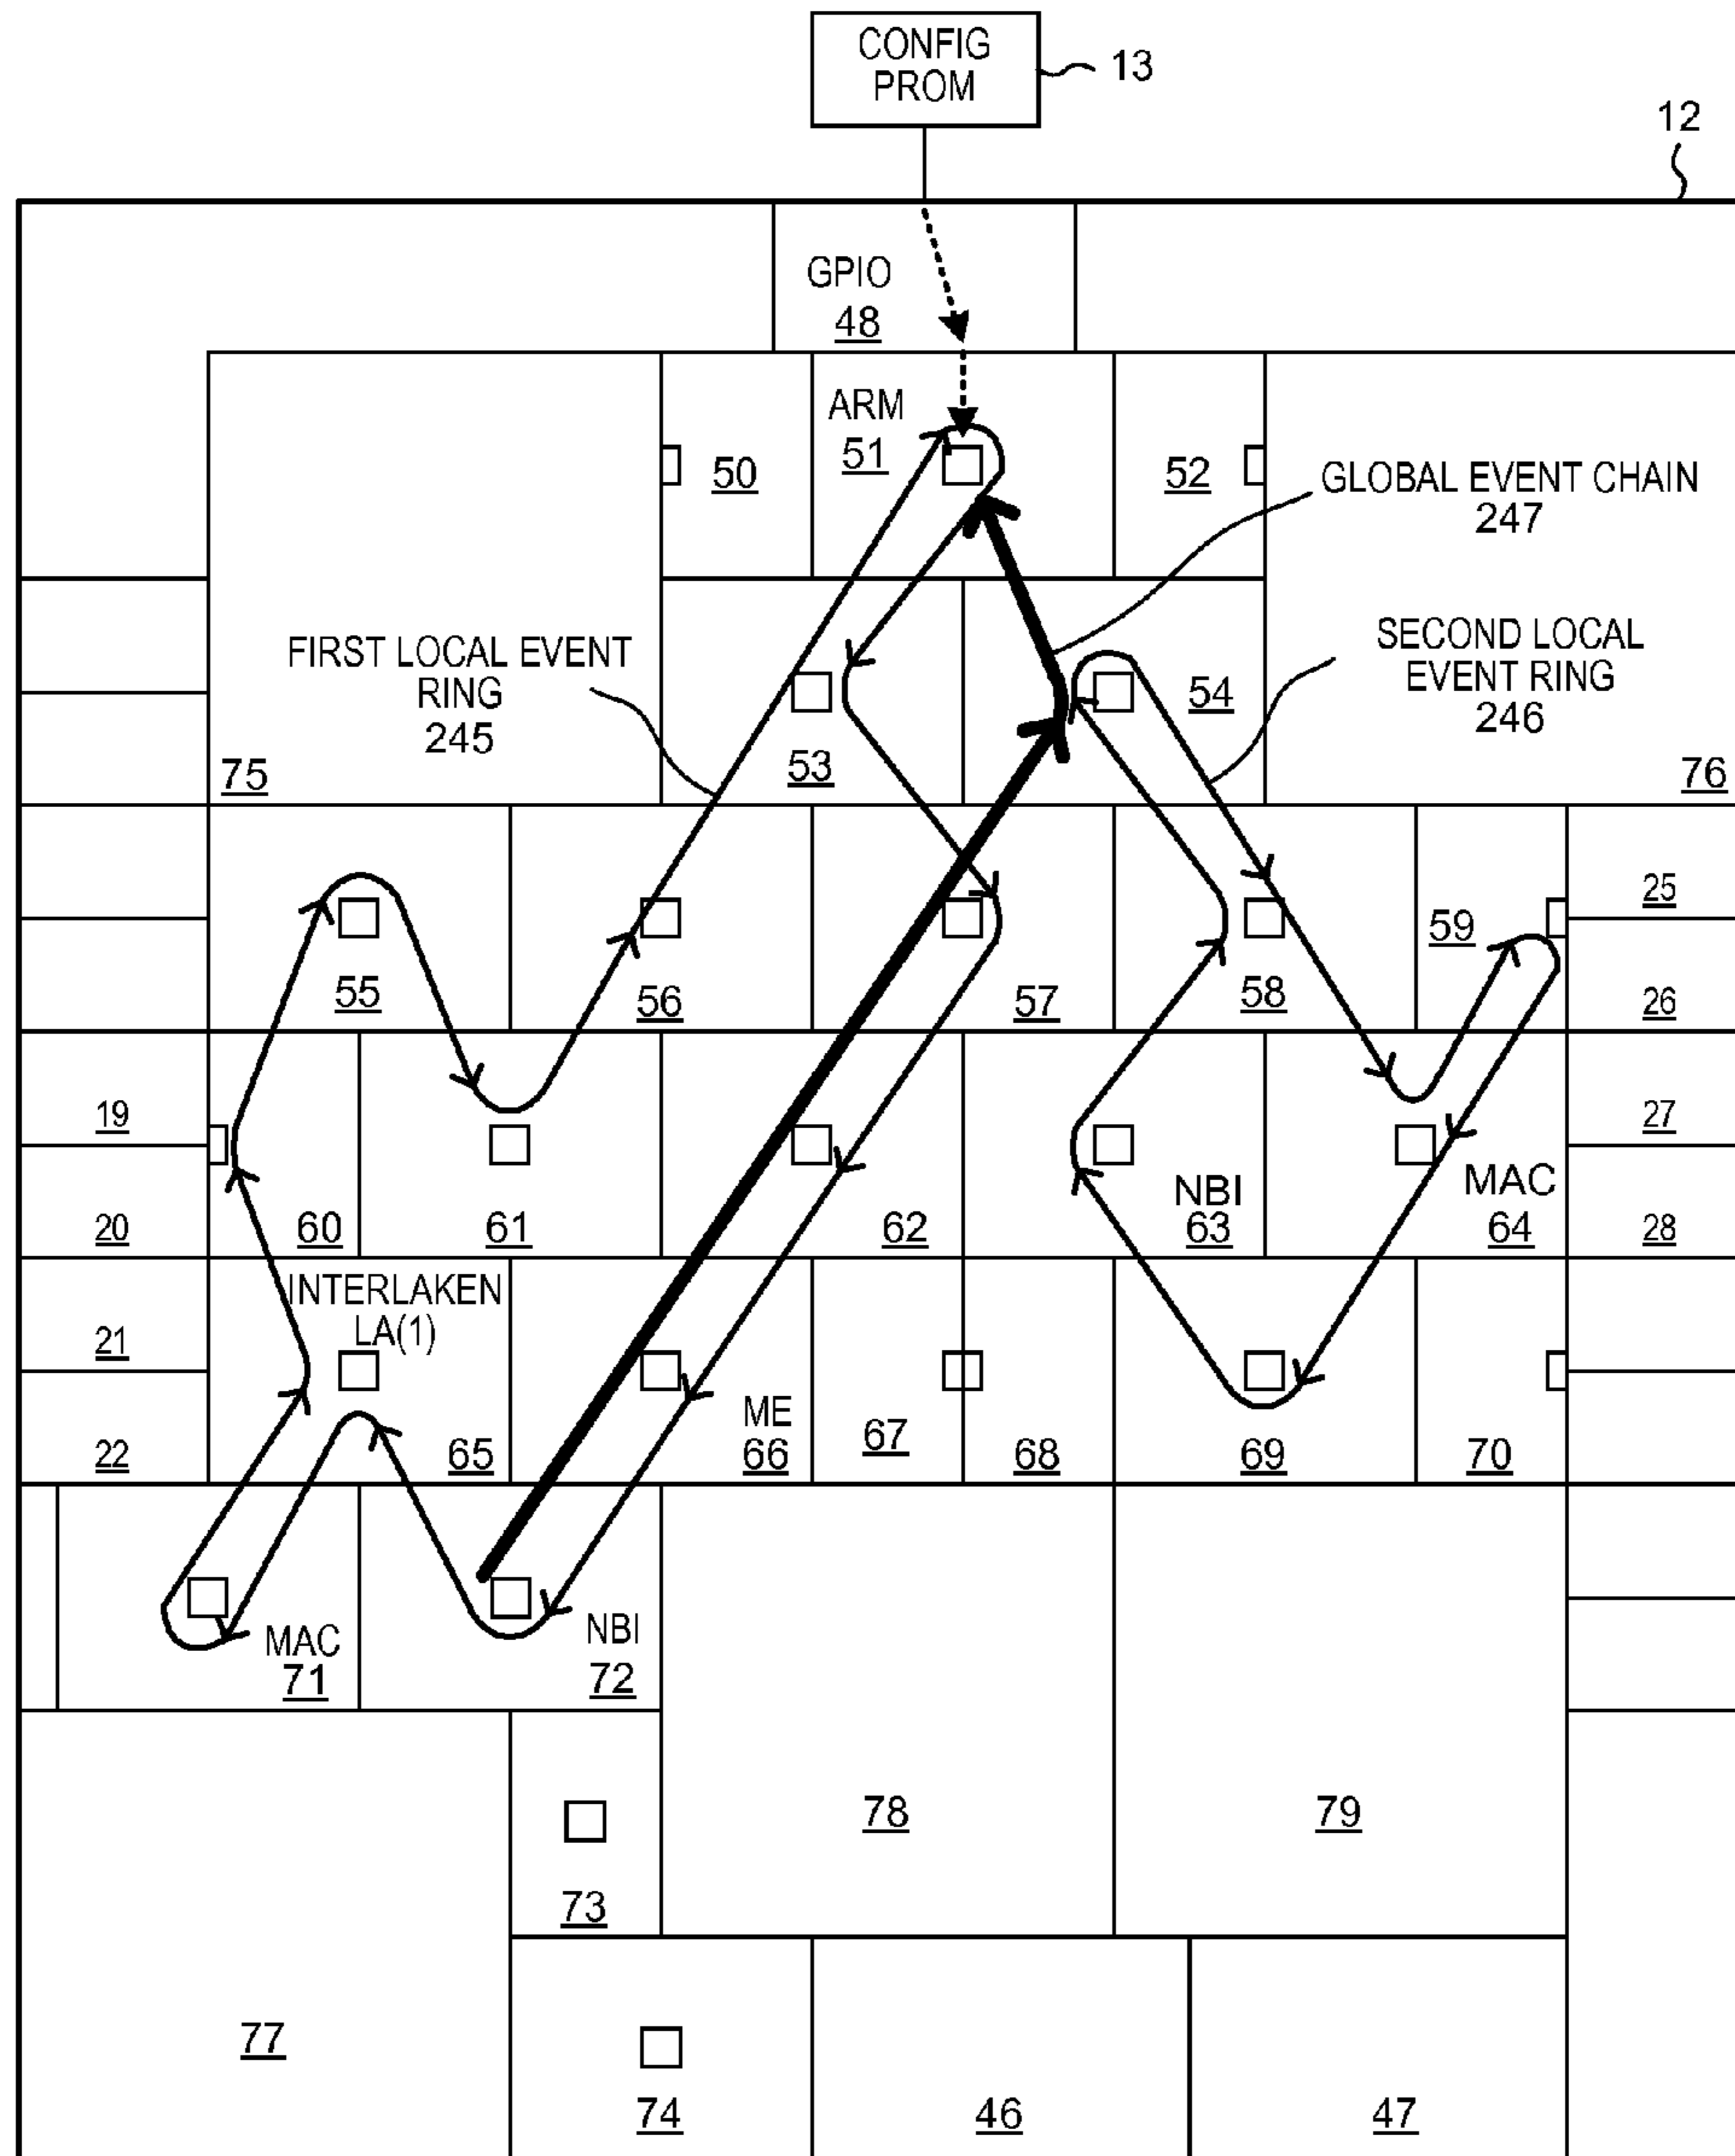 CONFIG
PROM
13
12
GPIO
48
ARM
51
50
52
GLOBAL EVENT CHAIN
247
FIRST LOCAL EVENT
RING
245
SECOND LOCAL
EVENT RING
246
53
54
75
76
55
56
57
58
59
25
26
19
20
60
61
62
NBI
63
MAC
64
27
28
INTERLAKEN
LA(1)
65
21
22
ME
66
67
68
69
70
MAC
71
NBI
72
73
78
79
77
74
46
47